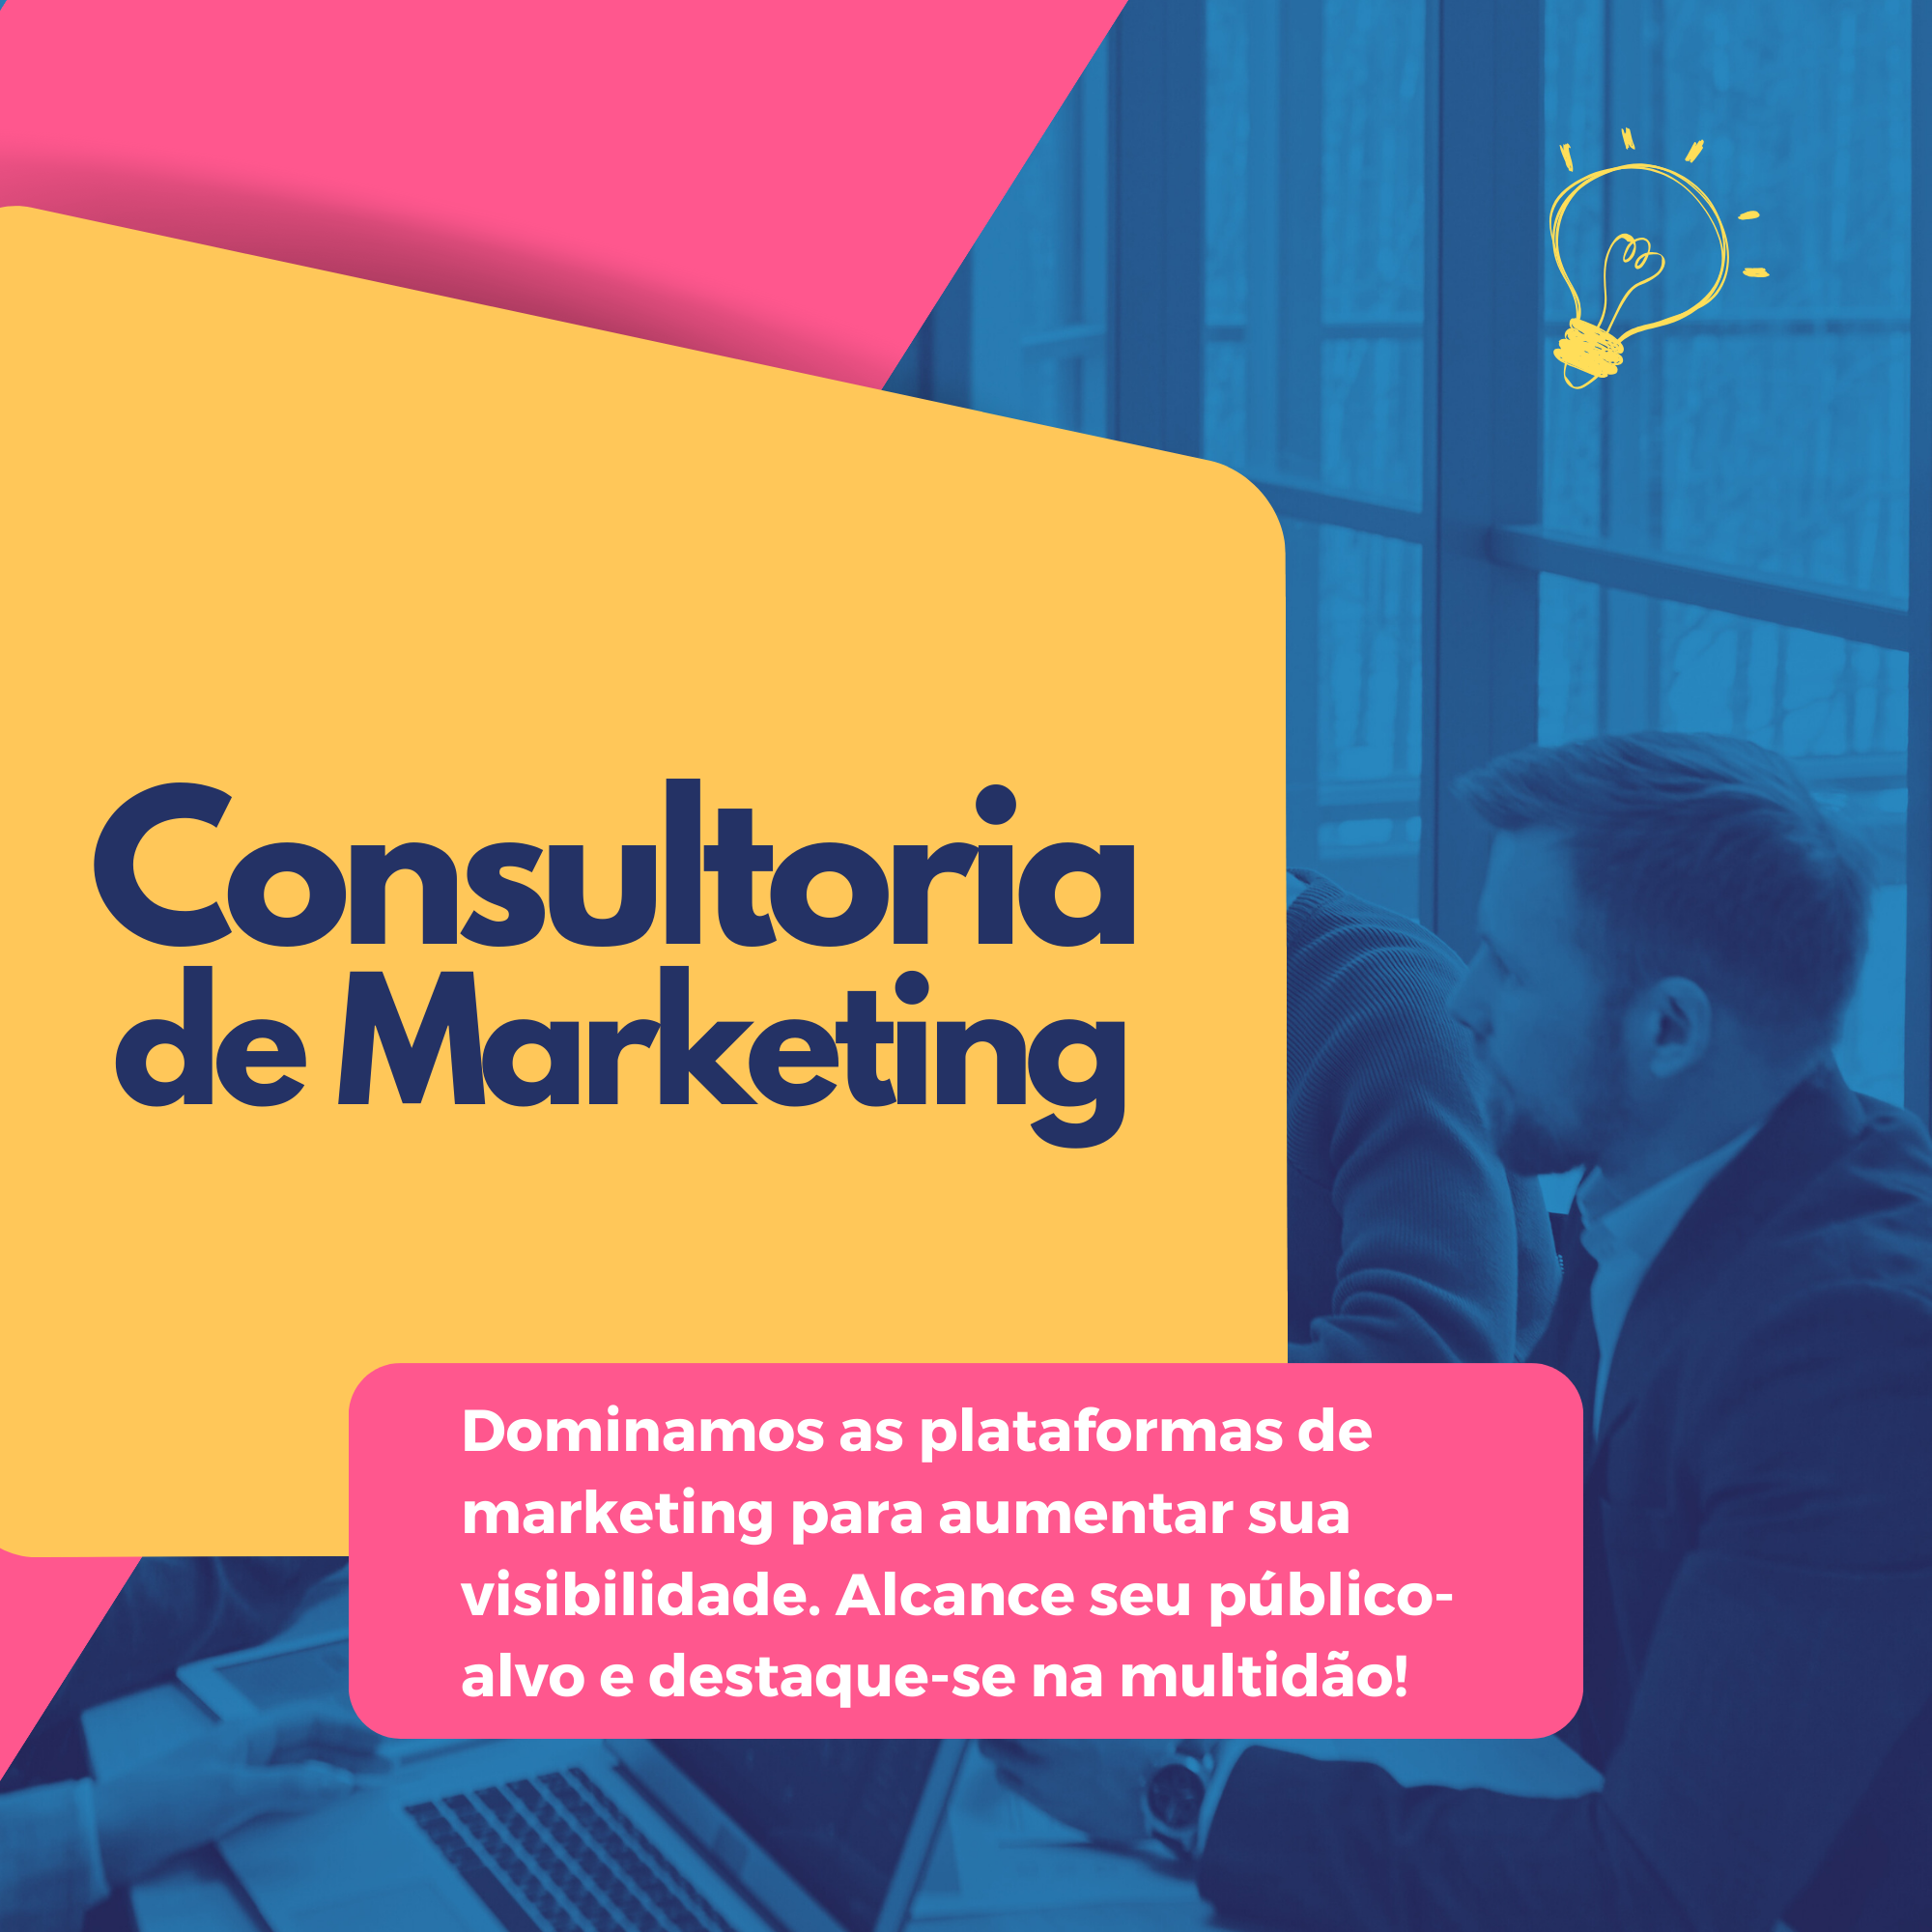 Consultoria
de Marketing
Dominamos as plataformas de
marketing para aumentar sua
visibilidade. Alcance seu público-
alvo e destaque-se na multidão!